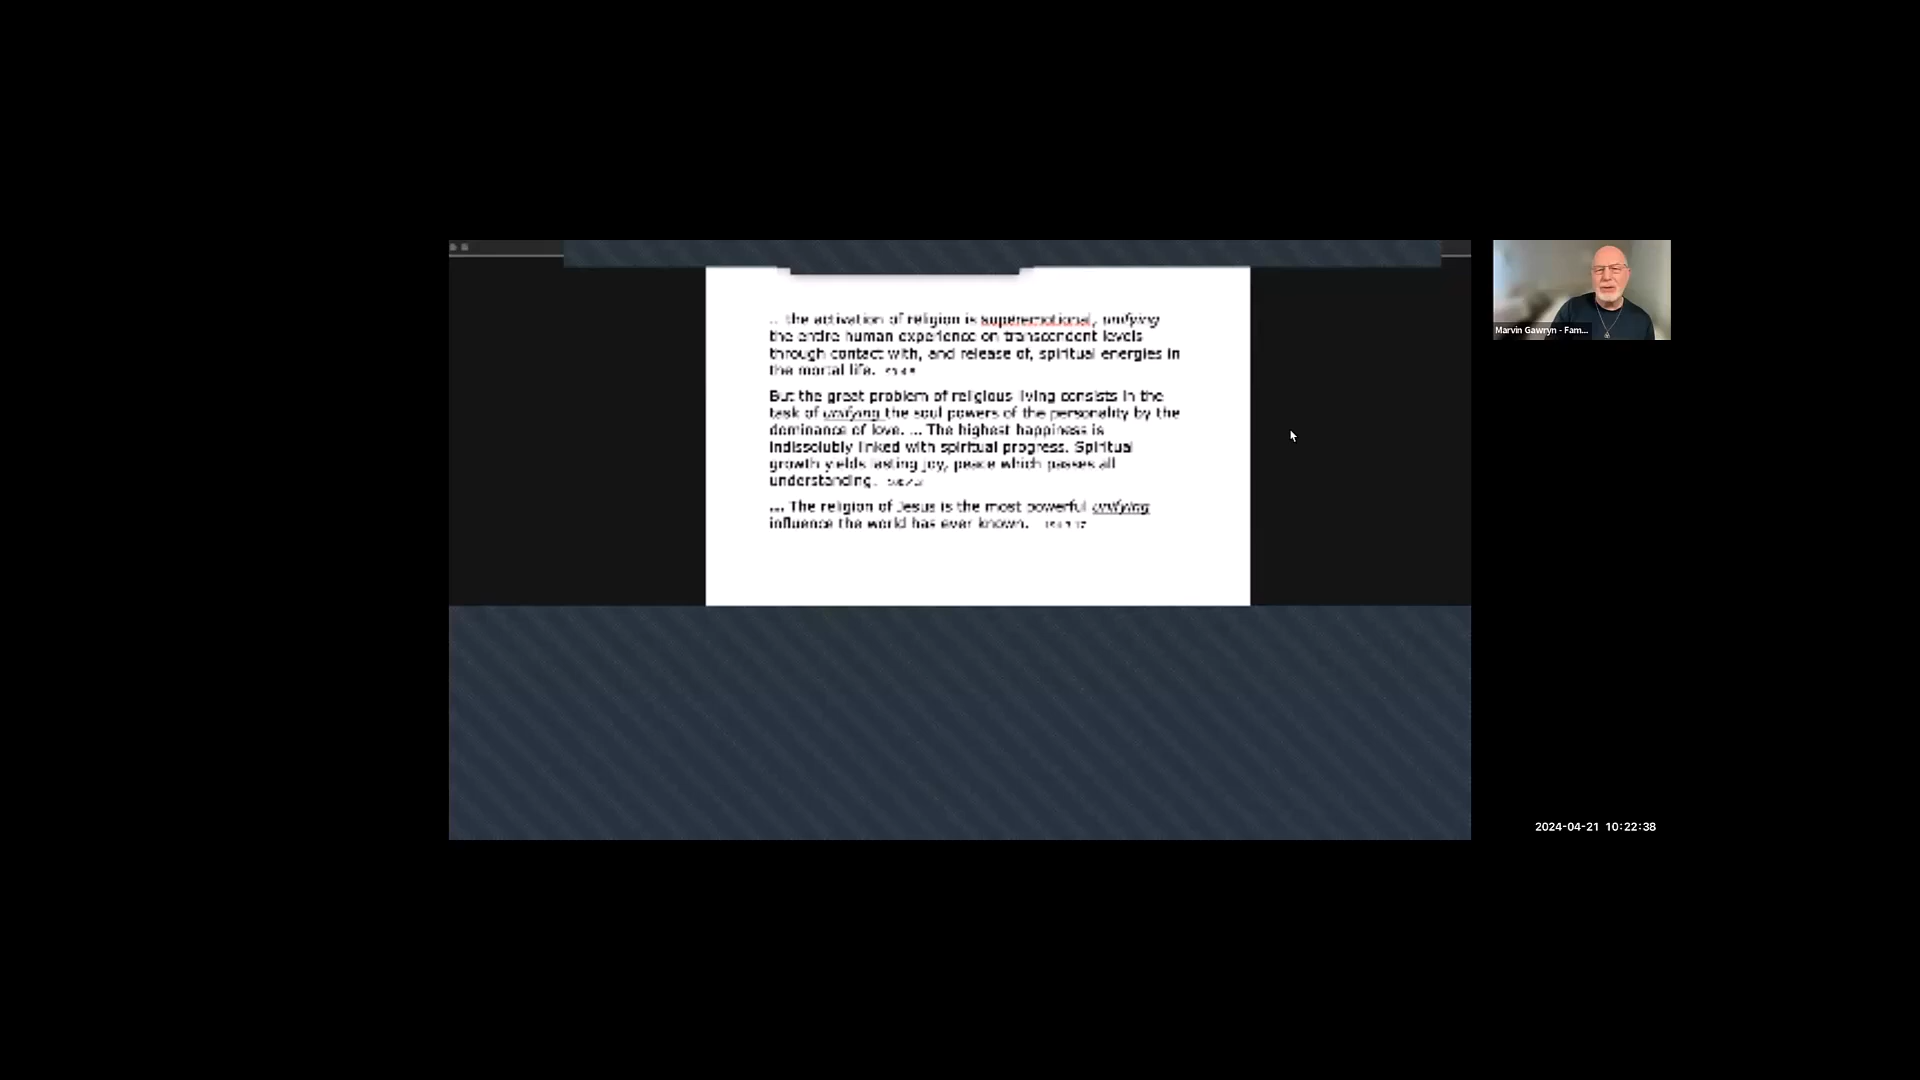 .. the activation of religion is superemotional, unifying
the entire human experience on transcendent levels
through contact with, and release of, spiritual energies in
the mortal life.
But the great problem of religious living consists in the
task of unifying the soul powers of the personality by the
dominance of love. ... The highest happiness is
indissolubly linked with spiritual progress. Spiritual
growth yields lasting joy, peace which passes all
understanding.
... The religion of Jesus is the most powerful unifying
influence the world has ever known.
Marvin Gawryn - Fam...
2024-04-21 10:22:38